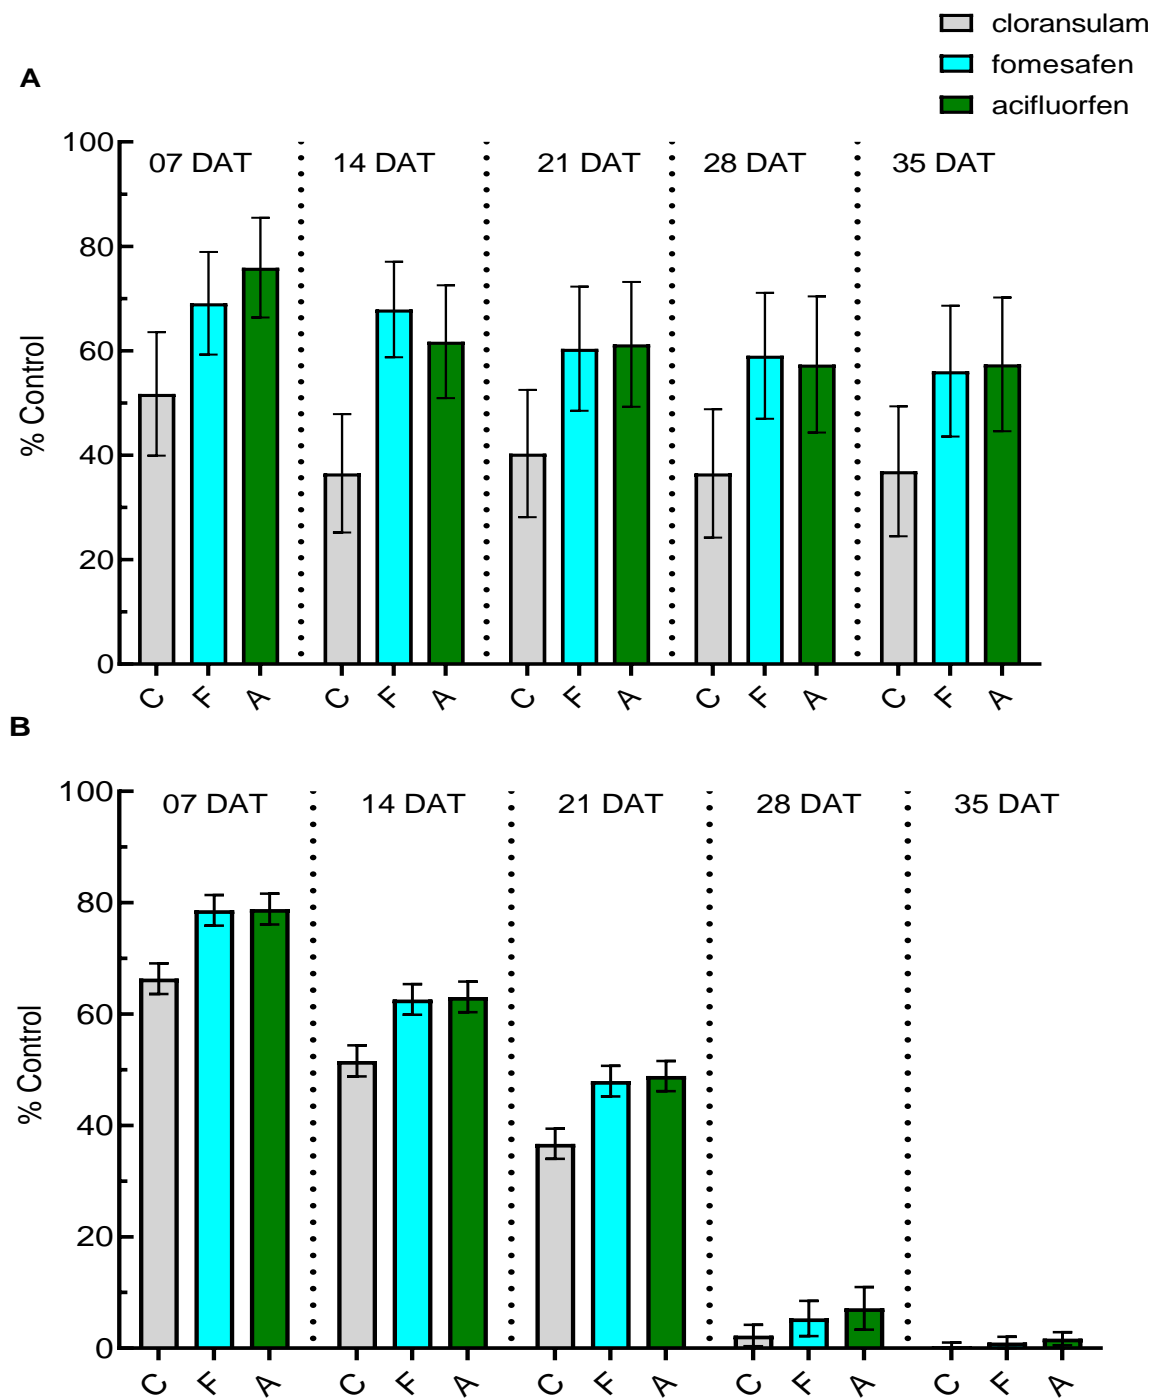 cloransulam
fomesafen
acifluorfen
A
100
80
60
40
20
0
% Control
07 DAT 14 DAT 21 DAT 28 DAT 35 DAT
C F A C F A C F A C F A C F A
B
100
80
60
40
20
0
% Control
07 DAT 14 DAT 21 DAT 28 DAT 35 DAT
C F A C F A C F A C F A C F A